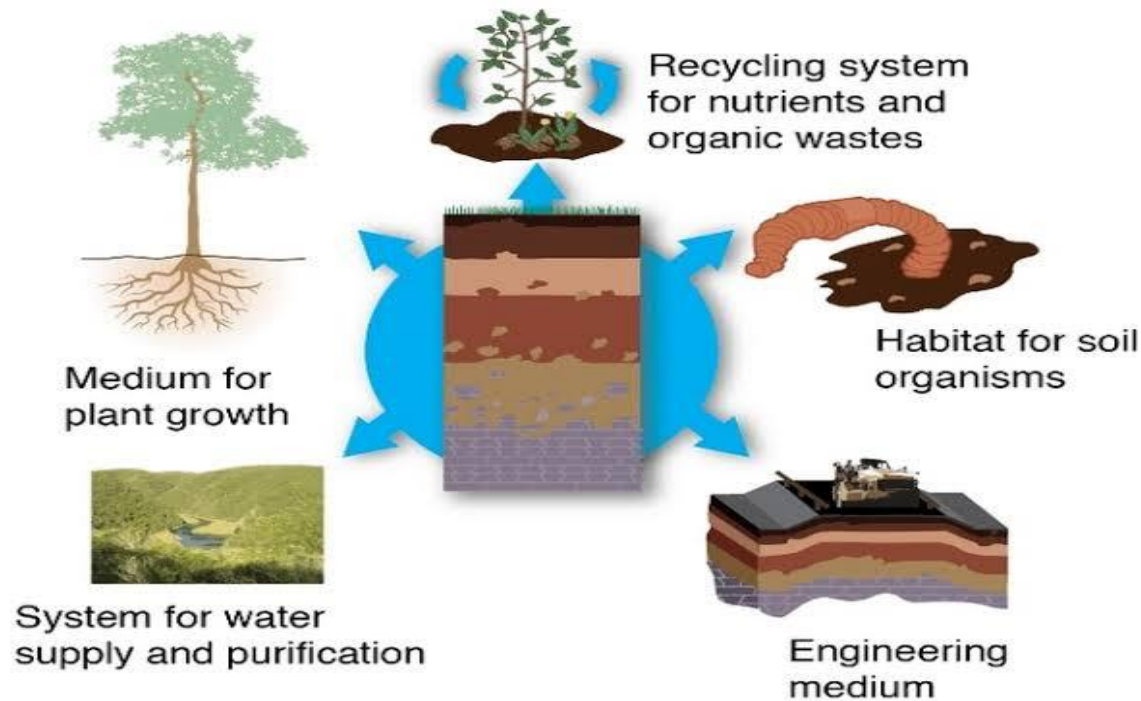 Recycling system
for nutrients and
organic wastes
Habitat for soil
organisms
Medium for
plant growth
System for water
supply and purification
Engineering
medium